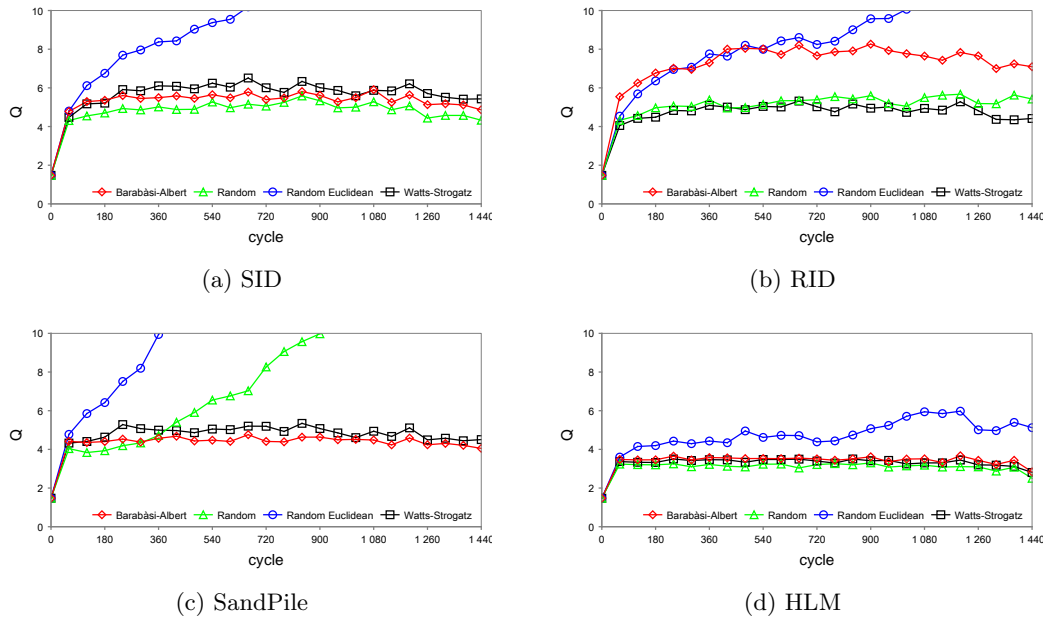 10
8
6
4
2
0
Q
Barabàsi-Albert Random Random Euclidean Watts-Strogatz
0 180 360 540 720 900 1 080 1 260 1 440
cycle
(a) SID
10
8
6
4
2
0
Q
Barabàsi-Albert Random Random Euclidean Watts-Strogatz
0 180 360 540 720 900 1 080 1 260 1 440
cycle
(b) RID
10
8
6
4
2
0
Q
Barabàsi-Albert Random Random Euclidean Watts-Strogatz
0 180 360 540 720 900 1 080 1 260 1 440
cycle
(c) SandPile
10
8
6
4
2
0
Q
Barabàsi-Albert Random Random Euclidean Watts-Strogatz
0 180 360 540 720 900 1 080 1 260 1 440
cycle
(d) HLM